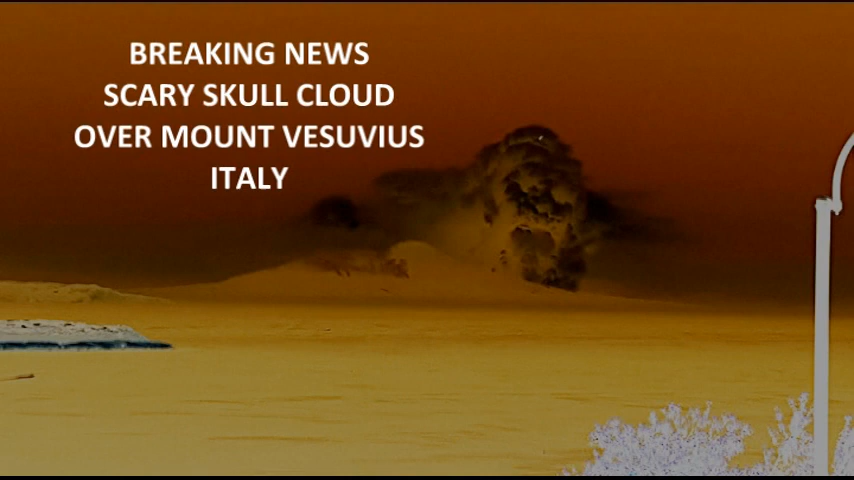 BREAKING NEWS
SCARY SKULL CLOUD
OVER MOUNT VESUVIUS
ITALY